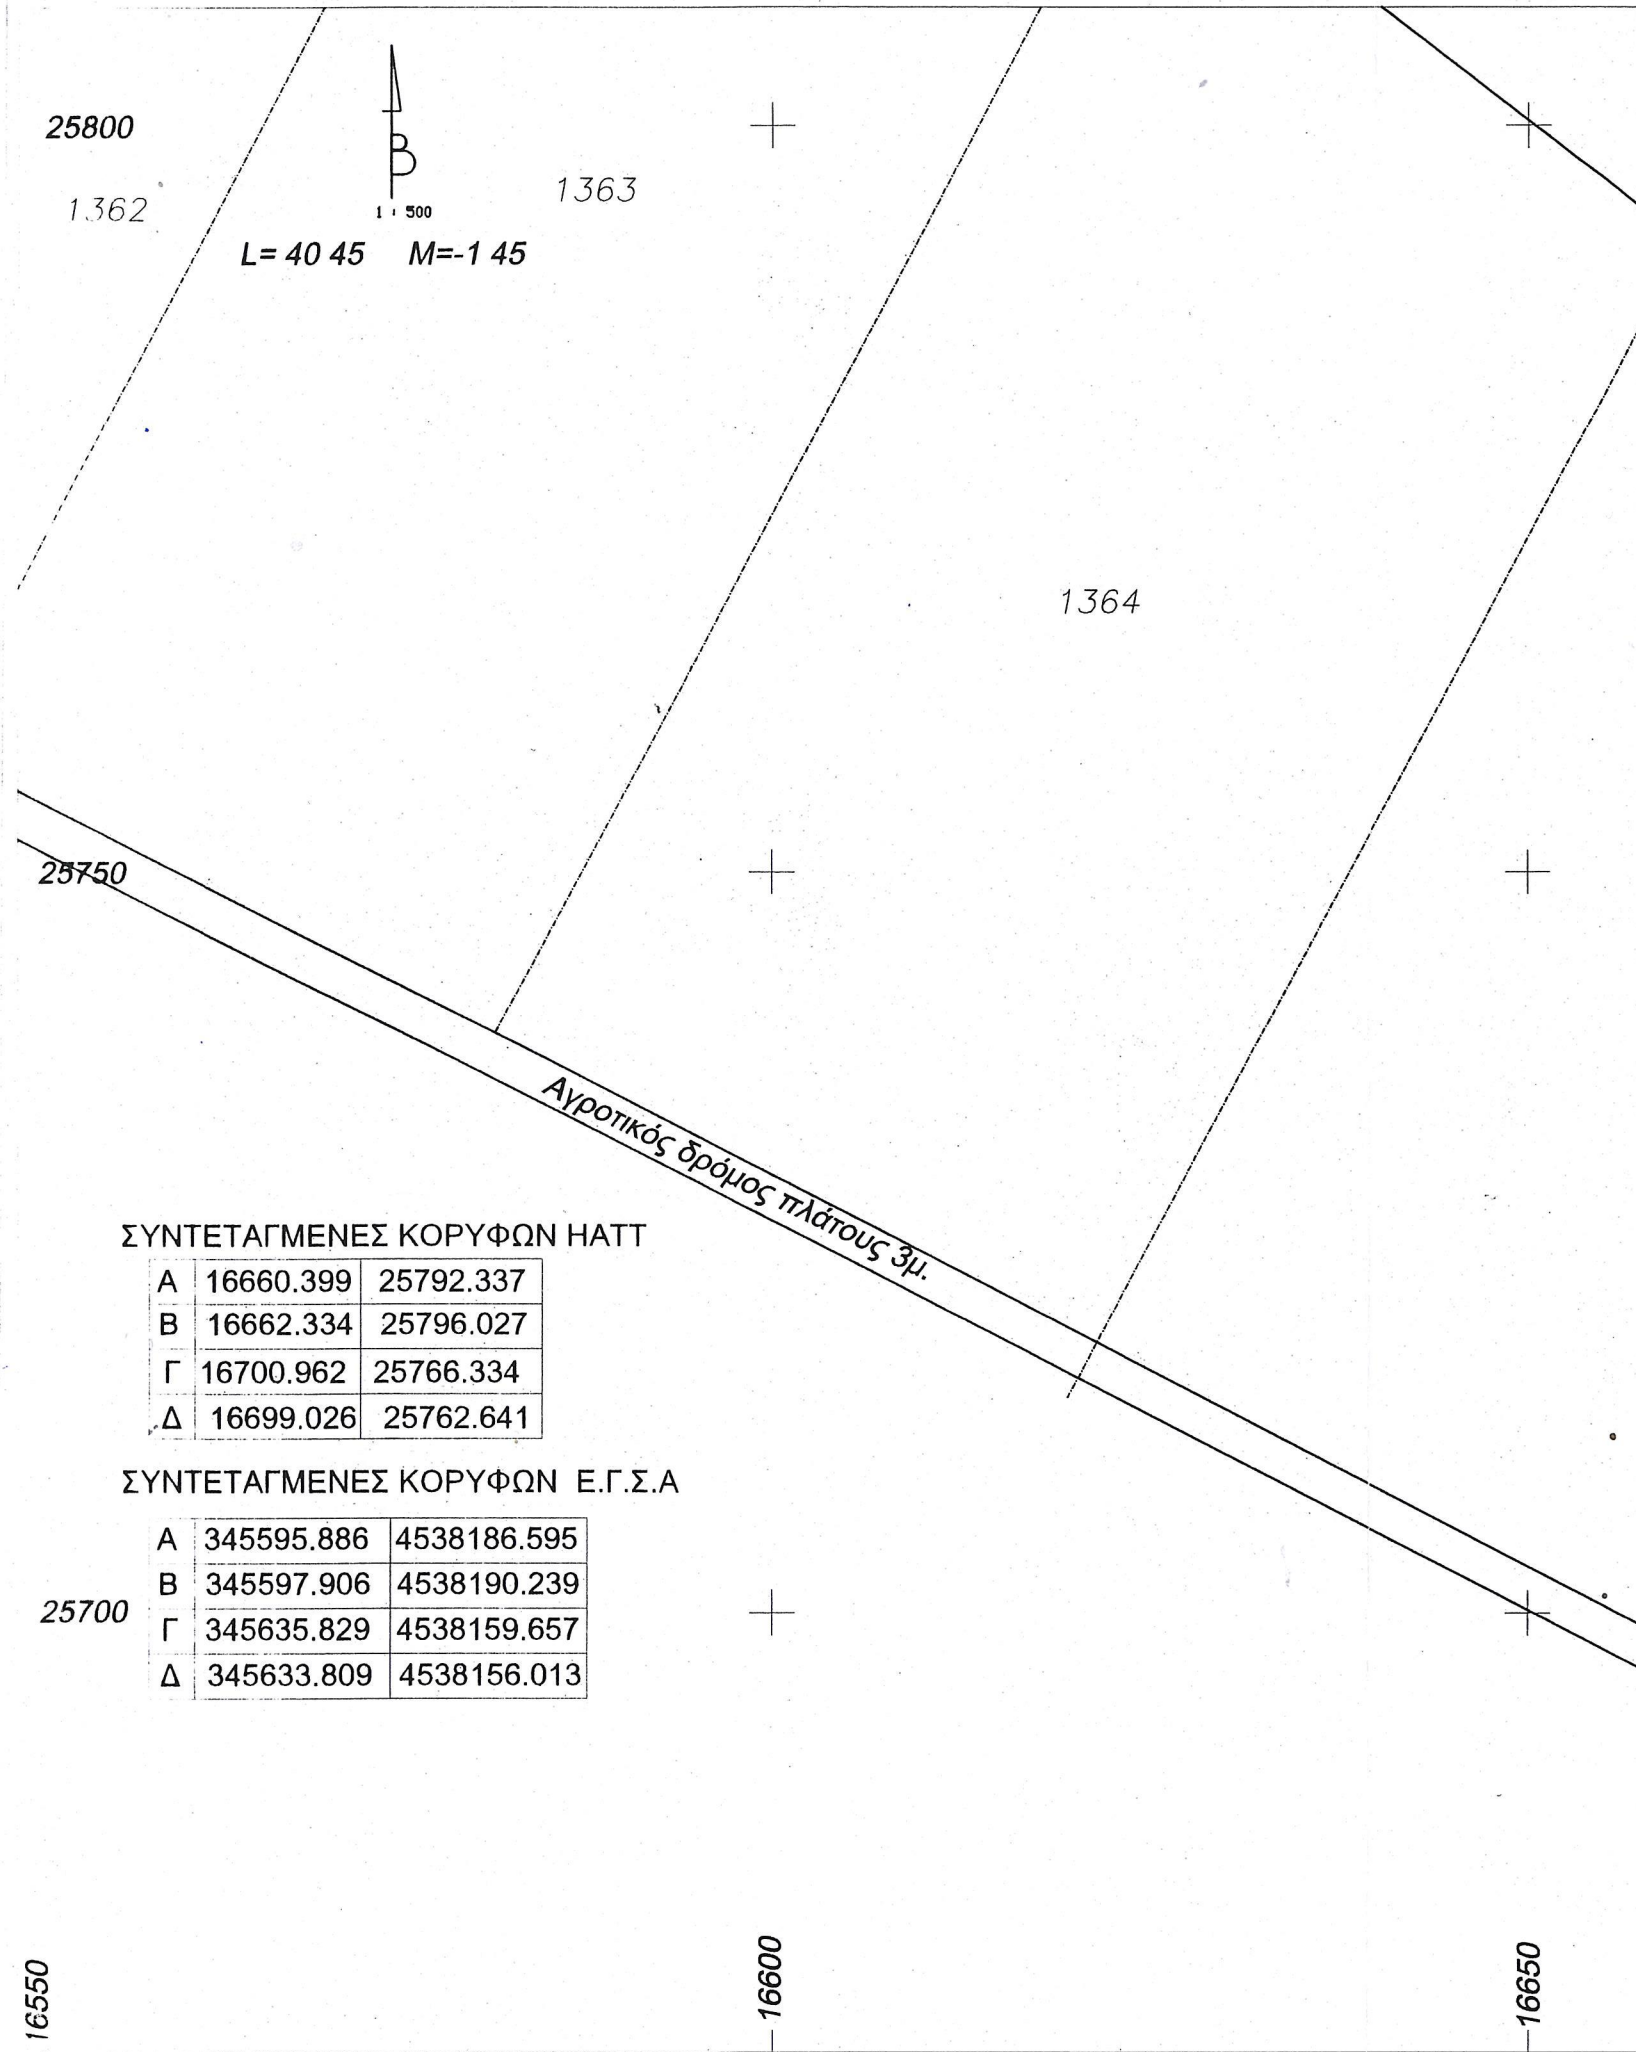 25800
1362
B
1 : 500
1363
L= 40 45 M=-1 45
1364
25750
Αγροτικός δρόμος πλάτους 3μ.
ΣΥΝΤΕΤΑΓΜΕΝΕΣ ΚΟΡΥΦΩΝ HATT
Α 16660.399 25792.337
Β 16662.334 25796.027
Γ 16700.962 25766.334
Δ 16699.026 25762.641
ΣΥΝΤΕΤΑΓΜΕΝΕΣ ΚΟΡΥΦΩΝ Ε.Γ.Σ.Α
Α 345595.886 4538186.595
Β 345597.906 4538190.239
Γ 345635.829 4538159.657
Δ 345633.809 4538156.013
25700
16550
16600
16650